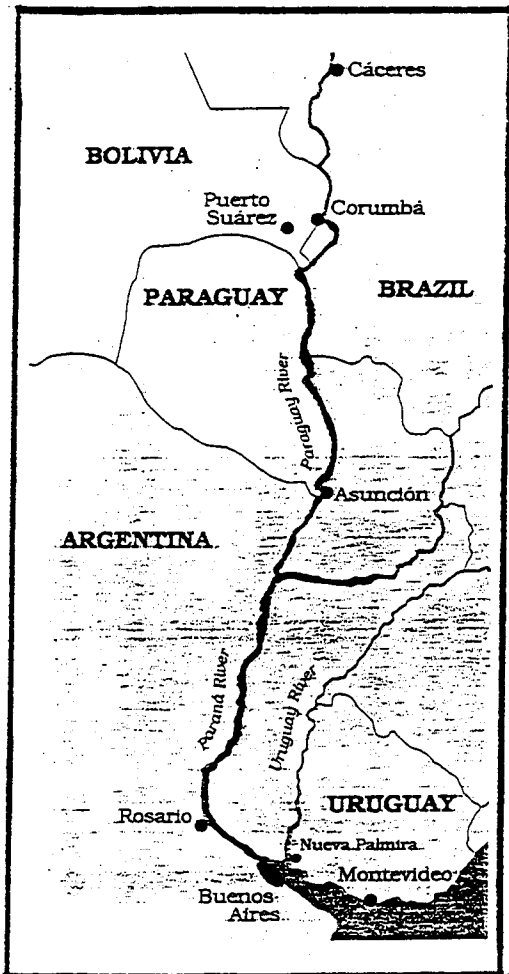 Cáceres
BOLIVIA
Puerto
Suárez
Corumbá
PARAGUAY
BRAZIL
Paraguay River
Asunción
ARGENTINA
Paraná River
Uruguay River
Rosario
URUGUAY
Nueva Palmira
Montevideo
Buenos
Aires